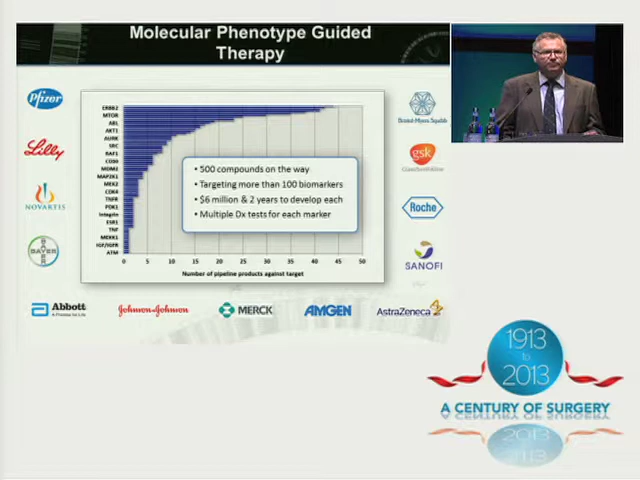 Molecular Phenotype Guided
Therapy
Pfizer
Lilly
NOVARTIS
BAYER
Abbott
A Promise for Life
Johnson & Johnson
MERCK
AMGEN
AstraZeneca
Bristol-Myers Squibb
gsk
GlaxoSmithKline
Roche
SANOFI
ERBB2
MTOR
ABL
AKT1
AURK
SRC
RAF1
CD20
MDM2
MAP2K1
MEK2
CDK4
TNFR
PDK1
Integrin
ESR1
TNF
MEKK1
IGF/IGFR
ATM
• 500 compounds on the way
• Targeting more than 100 biomarkers
• $6 million & 2 years to develop each
• Multiple Dx tests for each marker
0 5 10 15 20 25 30 35 40 45 50
Number of pipeline products against target
1913
to
2013
A CENTURY OF SURGERY